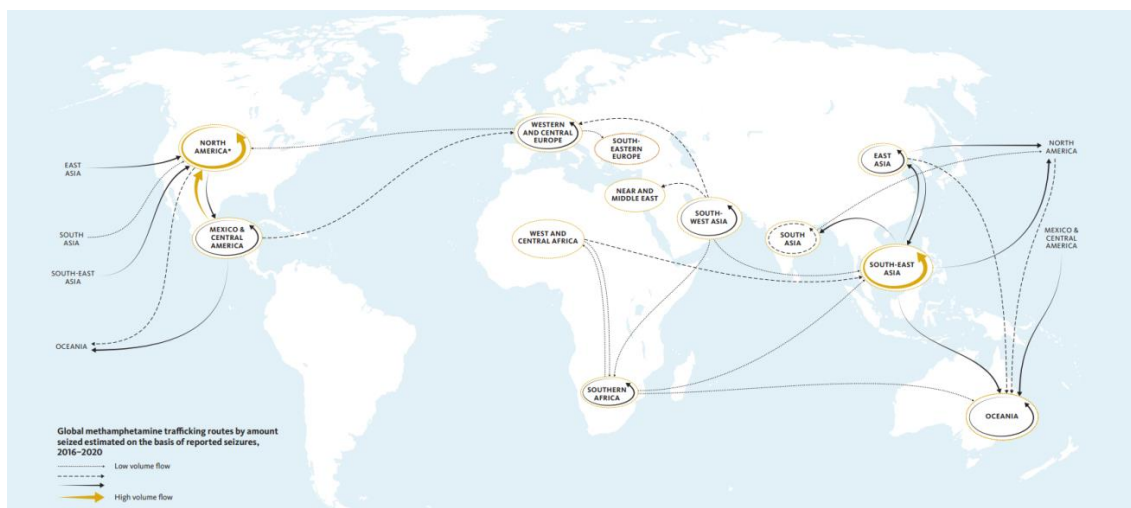 NORTH
AMERICA*
EAST
ASIA
SOUTH
ASIA
SOUTH-EAST
ASIA
OCEANIA
MEXICO &
CENTRAL
AMERICA
WESTERN
AND CENTRAL
EUROPE
SOUTH-
EASTERN
EUROPE
NEAR AND
MIDDLE EAST
SOUTH-
WEST ASIA
WEST AND
CENTRAL AFRICA
SOUTHERN
AFRICA
SOUTH
ASIA
EAST
ASIA
SOUTH-EAST
ASIA
NORTH
AMERICA
MEXICO &
CENTRAL
AMERICA
OCEANIA
Global methamphetamine trafficking routes by amount
seized estimated on the basis of reported seizures,
2016–2020
Low volume flow
High volume flow